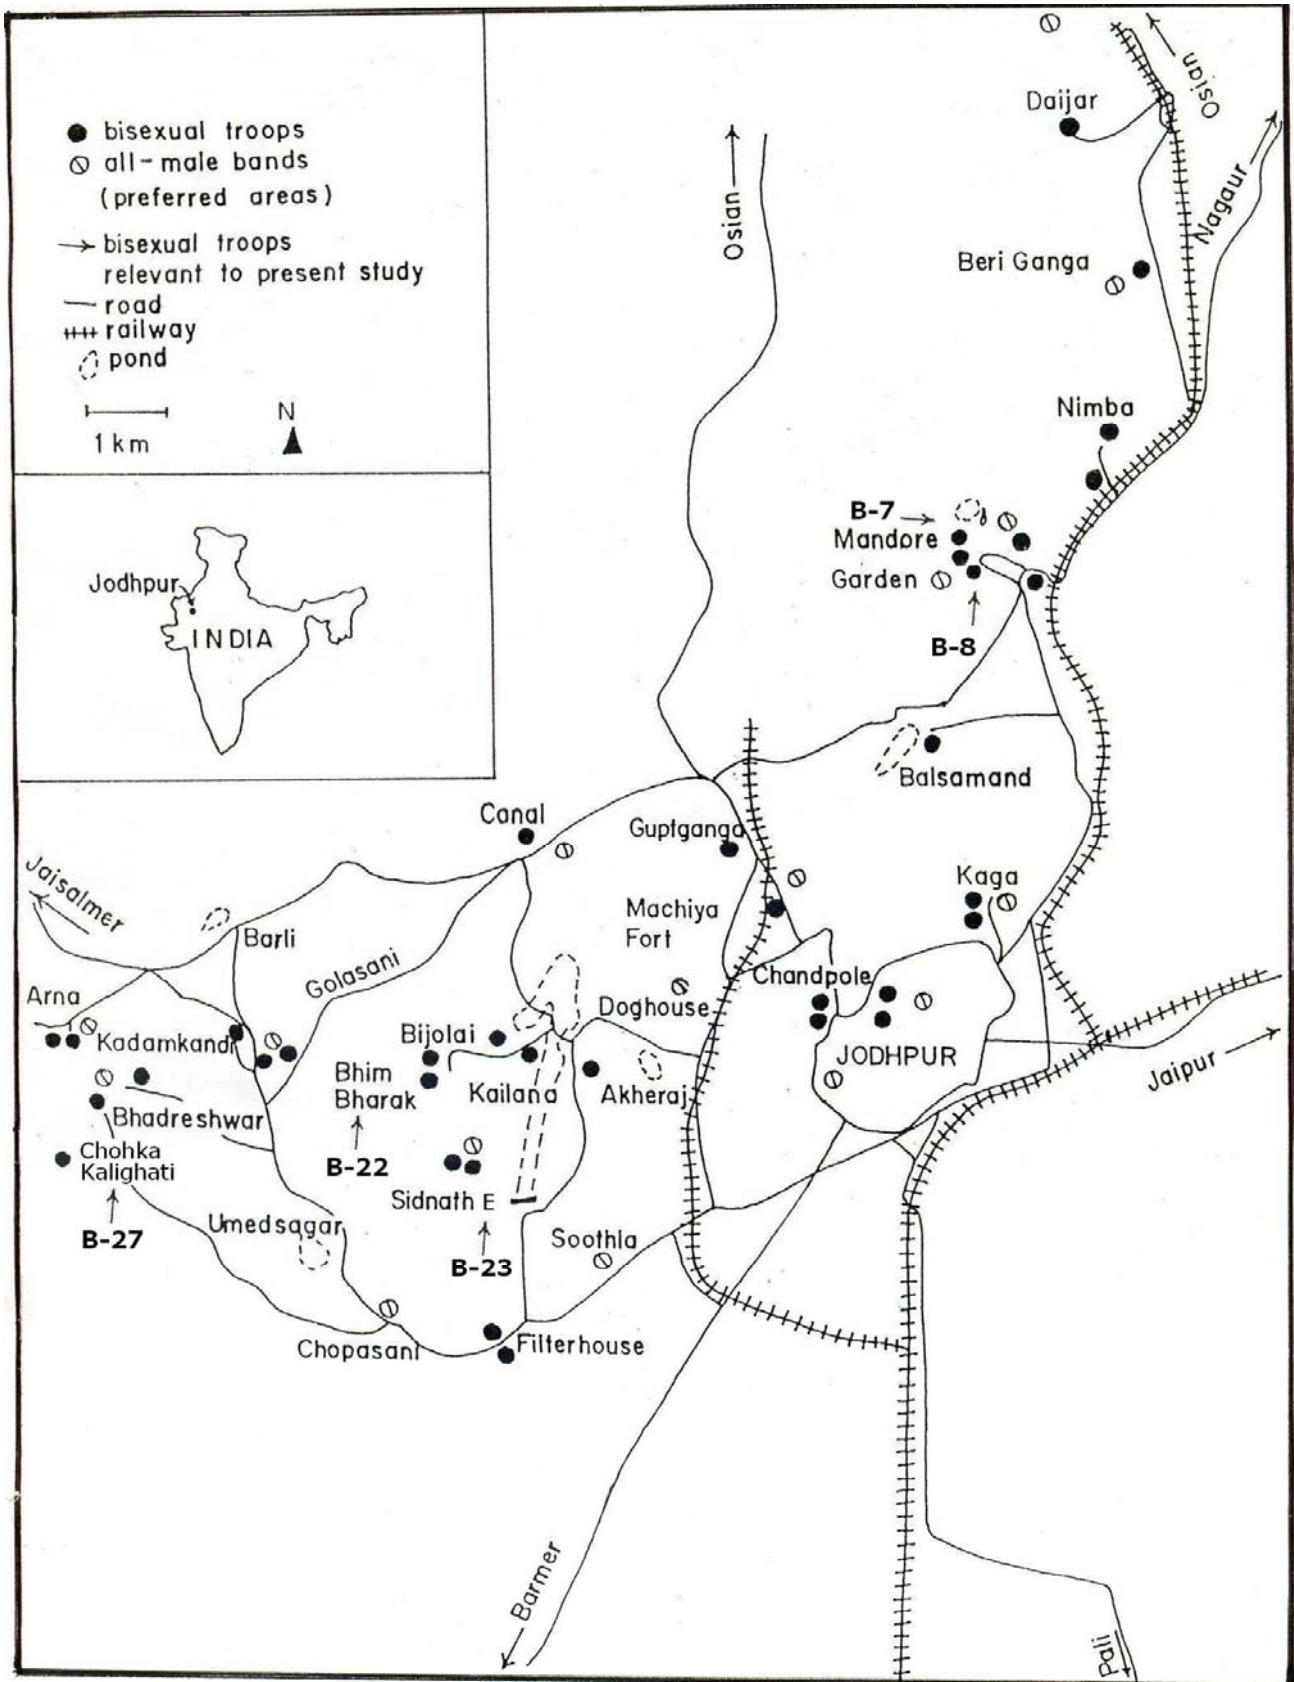 bisexual troops
all-male bands
(preferred areas)
bisexual troops
relevant to present study
road
railway
pond
1 km
N
Jodhpur
INDIA
Osian
Daijar
Osian
Nagaur
Beri Ganga
Nimba
B-7
Mandore
Garden
B-8
Balsamand
Canal
Guptganga
Jaisalmer
Barli
Golasani
Machiya
Fort
Kaga
Arna
Kadamkandi
Bijolai
Doghouse
Chandpole
JODHPUR
Jaipur
Bhim
Bharak
Kailana
Akheraj
Bhadreshwar
Chohka
Kalighati
B-22
Sidnath E
B-27
Umedsagar
B-23
Soothla
Chopasani
Filterhouse
Barmer
Pali